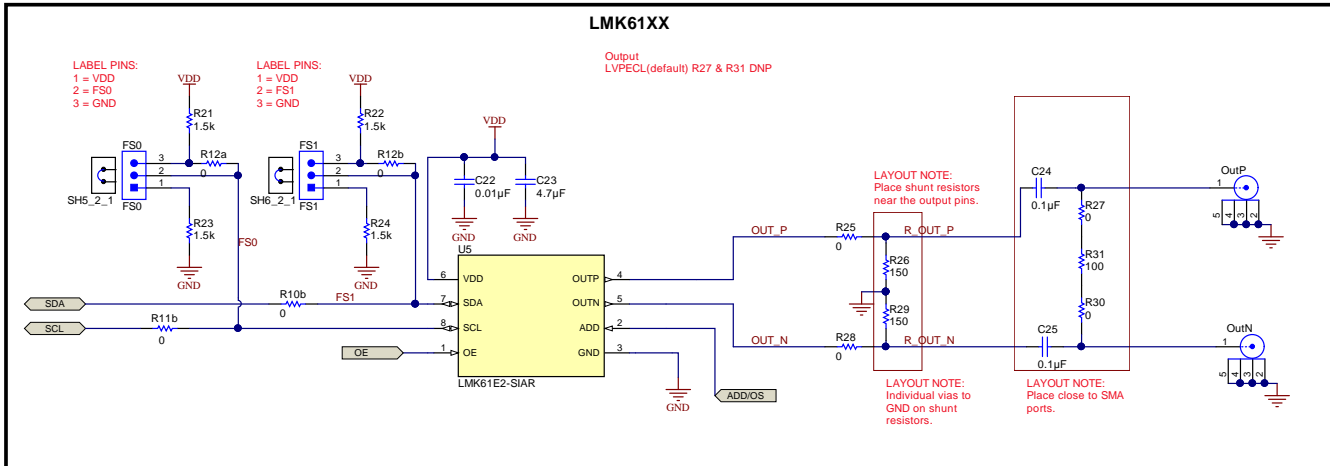 LMK61XX
Output
LVPECL(default) R27 & R31 DNP
LABEL PINS:
1 = VDD
2 = FS0
3 = GND
LABEL PINS:
1 = VDD
2 = FS1
3 = GND
VDD
VDD
VDD
R21
1.5k
R22
1.5k
FS0
3
2
1
FS0
R12a
0
SH5_2_1
FS1
3
2
1
FS1
R12b
0
SH6_2_1
R23
1.5k
R24
1.5k
GND
GND
FS0
C22
0.01µF
C23
4.7µF
GND
GND
U5
6
VDD
7
SDA
8
SCL
1
OE
OUTP
4
OUTN
5
ADD
2
GND
3
LMK61E2-SIAR
SDA
R10b
0
FS1
SCL
R11b
0
OE
GND
ADD/OS
OUT_P
R25
0
R_OUT_P
LAYOUT NOTE:
Place shunt resistors
near the output pins.
R26
150
R29
150
OUT_N
R28
0
R_OUT_N
LAYOUT NOTE:
Individual vias to
GND on shunt
resistors.
C24
0.1µF
R27
0
R31
100
R30
0
C25
0.1µF
LAYOUT NOTE:
Place close to SMA
ports.
OutP
1
5
4
3
2
OutN
1
5
4
3
2